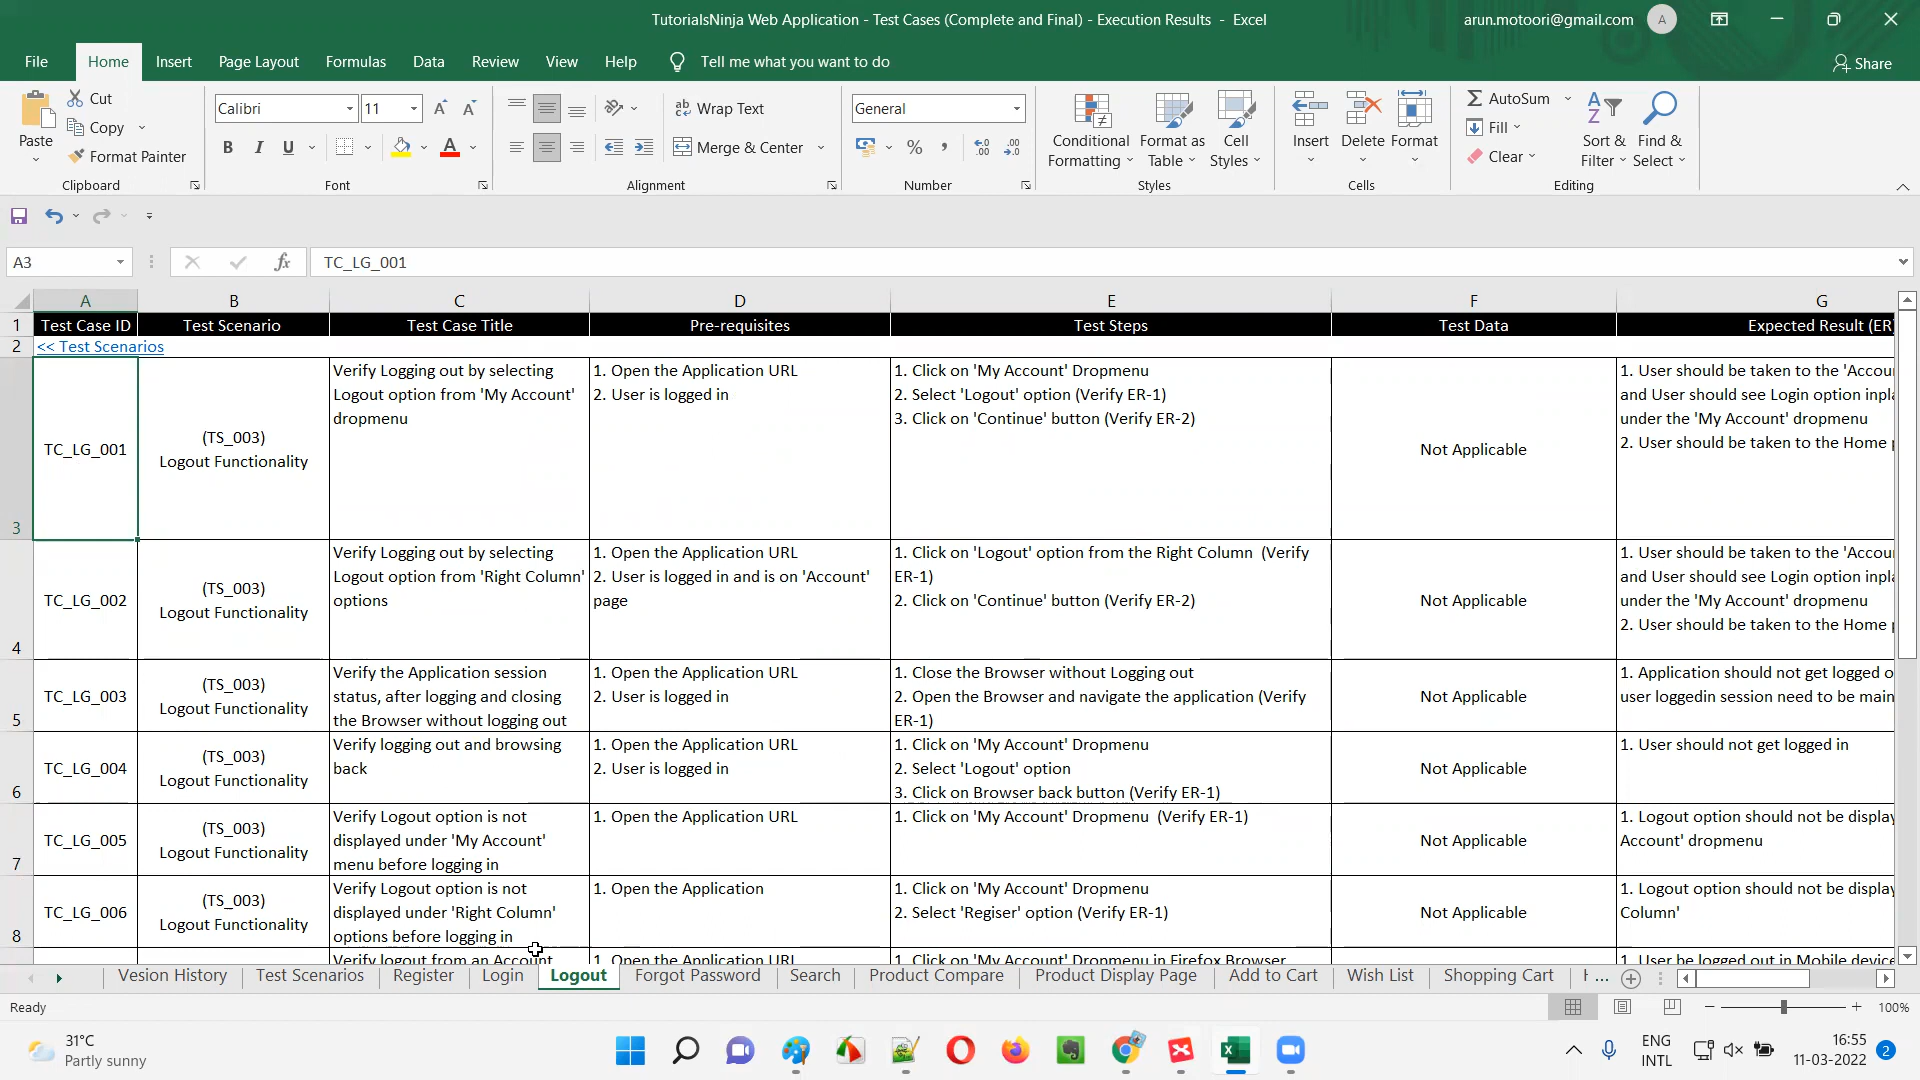 TutorialsNinja Web Application - Test Cases (Complete and Final) - Execution Results - Excel
arun.motoori@gmail.com
A
File
Home
Insert
Page Layout
Formulas
Data
Review
View
Help
Tell me what you want to do
Share
Paste
Cut
Copy
Format Painter
Clipboard
Calibri
11
B I U
Font
Wrap Text
Merge & Center
Alignment
General
%
Number
Conditional
Formatting
Format as
Table
Cell
Styles
Styles
Insert
Delete
Format
Cells
AutoSum
Fill
Clear
Sort &
Filter
Find &
Select
Editing
A3
fx
TC_LG_001
A B C D E F G
1 Test Case ID Test Scenario Test Case Title Pre-requisites Test Steps Test Data Expected Result (ER)
2 << Test Scenarios
3
TC_LG_001
(TS_003)
Logout Functionality
Verify Logging out by selecting
Logout option from 'My Account'
dropmenu
1. Open the Application URL
2. User is logged in
1. Click on 'My Account' Dropmenu
2. Select 'Logout' option (Verify ER-1)
3. Click on 'Continue' button (Verify ER-2)
Not Applicable
1. User should be taken to the 'Accou
and User should see Login option inpla
under the 'My Account' dropmenu
2. User should be taken to the Home
4
TC_LG_002
(TS_003)
Logout Functionality
Verify Logging out by selecting
Logout option from 'Right Column'
options
1. Open the Application URL
2. User is logged in and is on 'Account'
page
1. Click on 'Logout' option from the Right Column (Verify
ER-1)
2. Click on 'Continue' button (Verify ER-2)
Not Applicable
1. User should be taken to the 'Accou
and User should see Login option inpla
under the 'My Account' dropmenu
2. User should be taken to the Home
5
TC_LG_003
(TS_003)
Logout Functionality
Verify the Application session
status, after logging and closing
the Browser without logging out
1. Open the Application URL
2. User is logged in
1. Close the Browser without Logging out
2. Open the Browser and navigate the application (Verify
ER-1)
Not Applicable
1. Application should not get logged o
user loggedin session need to be main
6
TC_LG_004
(TS_003)
Logout Functionality
Verify logging out and browsing
back
1. Open the Application URL
2. User is logged in
1. Click on 'My Account' Dropmenu
2. Select 'Logout' option
3. Click on Browser back button (Verify ER-1)
Not Applicable
1. User should not get logged in
7
TC_LG_005
(TS_003)
Logout Functionality
Verify Logout option is not
displayed under 'My Account'
menu before logging in
1. Open the Application URL
1. Click on 'My Account' Dropmenu (Verify ER-1)
Not Applicable
1. Logout option should not be display
Account' dropmenu
8
TC_LG_006
(TS_003)
Logout Functionality
Verify Logout option is not
displayed under 'Right Column'
options before logging in
1. Open the Application
1. Click on 'My Account' Dropmenu
2. Select 'Regiser' option (Verify ER-1)
Not Applicable
1. Logout option should not be display
Column'
Verify logout from an Account
1. Open the Application URL
1. Click on 'My Account' Dropmenu in Firefox Browser
1. User be logged out in Mobile device
Vesion History
Test Scenarios
Register
Login
Logout
Forgot Password
Search
Product Compare
Product Display Page
Add to Cart
Wish List
Shopping Cart
...
Ready
100%
31°C
Partly sunny
ENG
INTL
16:55
11-03-2022
2